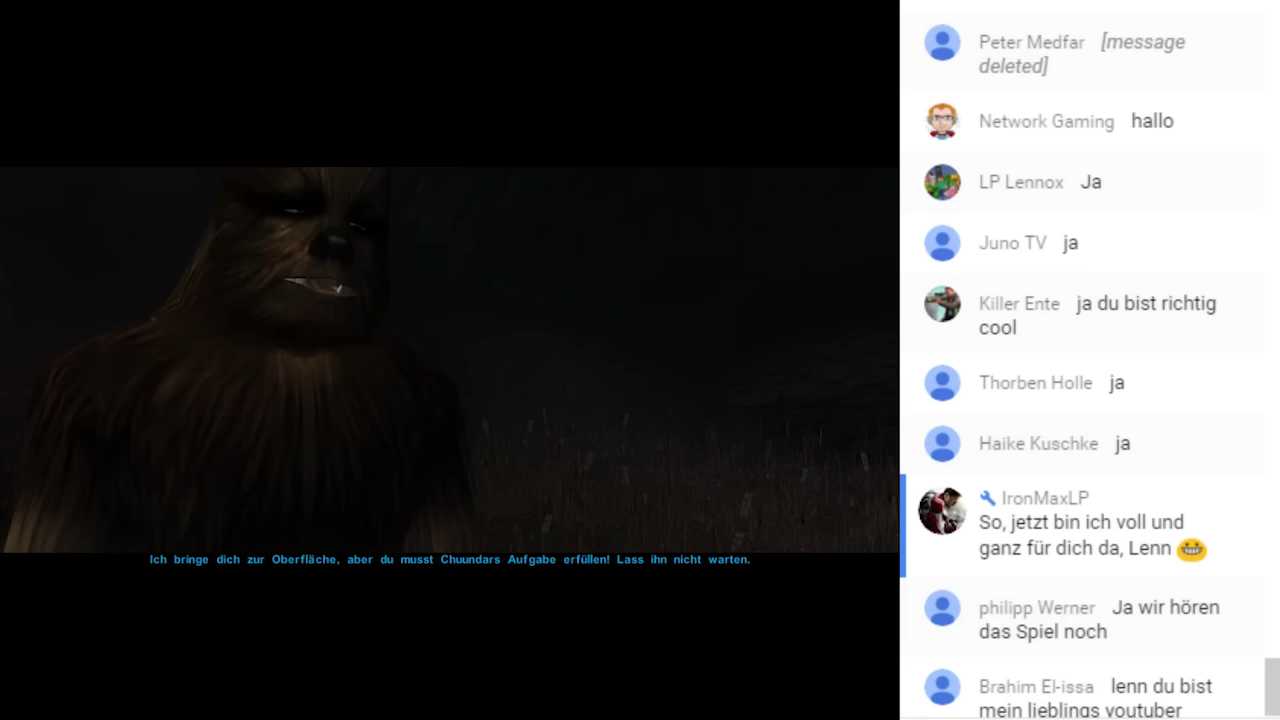 Ich bringe dich zur Oberfläche, aber du musst Chuundars Aufgabe erfüllen! Lass ihn nicht warten.
Peter Medfar [message
deleted]
Network Gaming hallo
LP Lennox Ja
Juno TV ja
Killer Ente ja du bist richtig
cool
Thorben Holle ja
Haike Kuschke ja
IronMaxLP
So, jetzt bin ich voll und
ganz für dich da, Lenn 😁
philipp Werner Ja wir hören
das Spiel noch
Brahim El-issa lenn du bist
mein lieblings youtuber